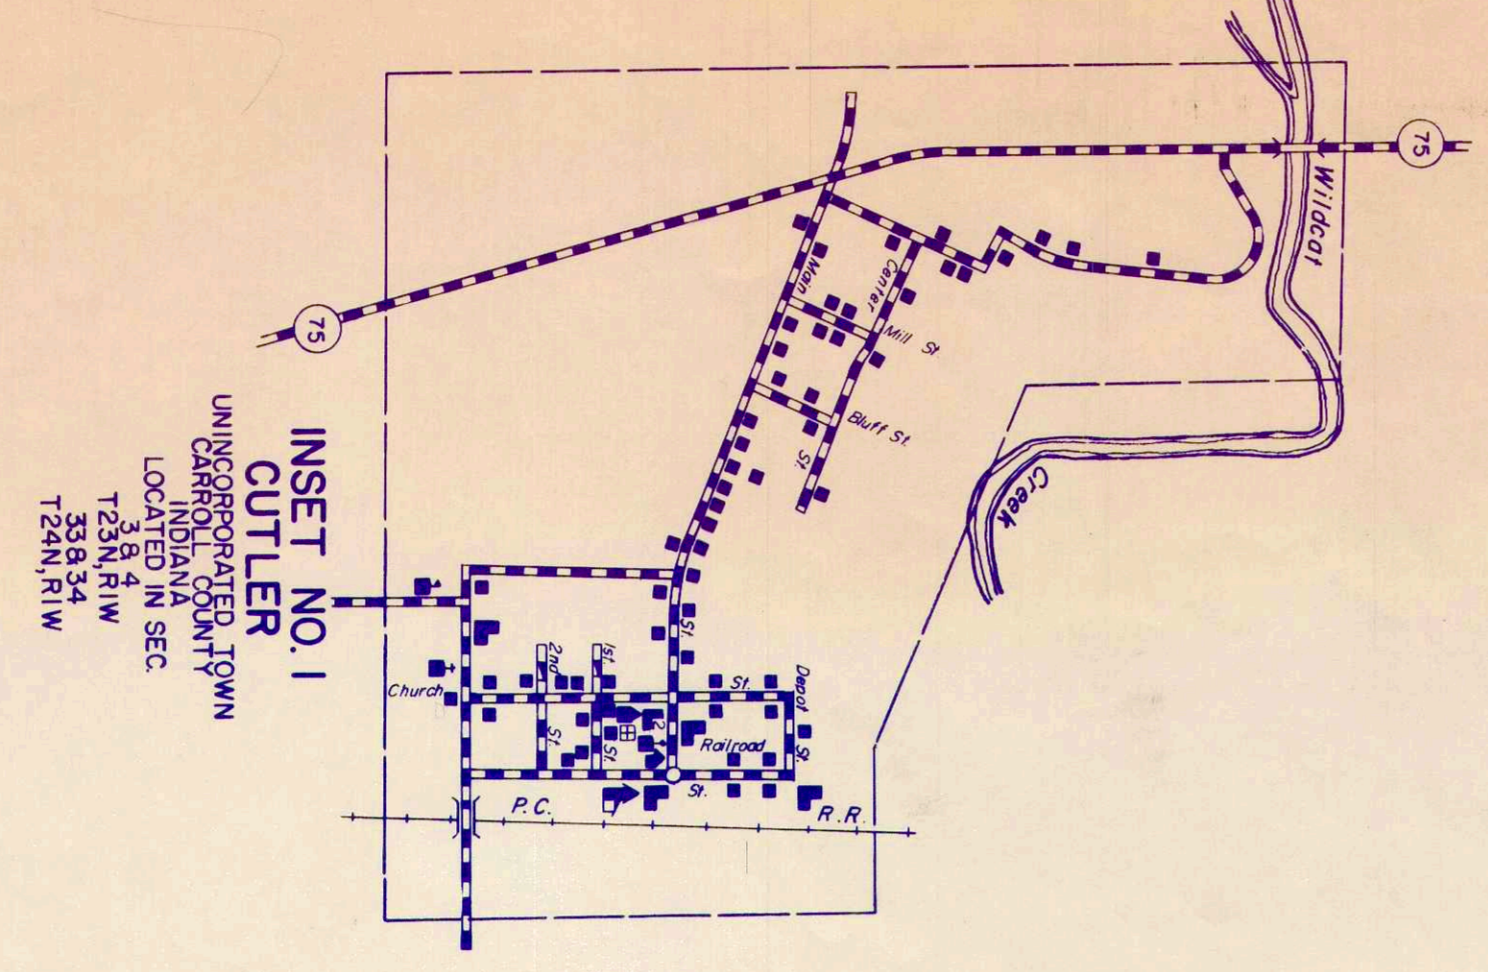 INSET NO. 1
CUTLER
UNINCORPORATED TOWN
CARROLL COUNTY
INDIANA
LOCATED IN SEC.
3 & 4
T23N, R1W
33 & 34
T24N, R1W
75
75
Wildcat
Creek
Main
St.
Center
St.
Mill St.
Bluff St.
1st.
St.
2nd
St.
Church
St.
Depot
St.
Railroad
St.
2
P.C.
R.R.